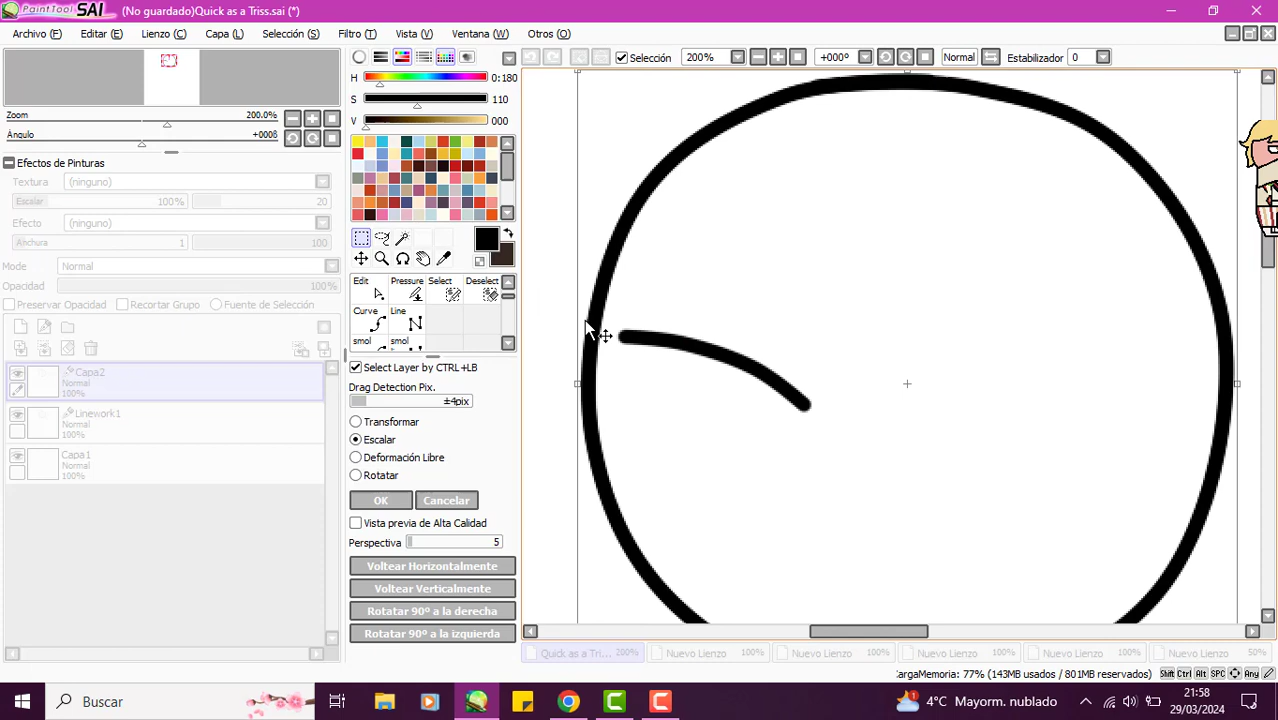 PaintTool SAI (No guardado)Quick as a Triss.sai (*)
Archivo (F) Editar (E) Lienzo (C) Capa (L) Selección (S) Filtro (T) Vista (V) Ventana (W) Otros (O)
Selección 200% +000º Normal Estabilizador 0
H 0:180
S 110
V 000
Zoom 200.0%
Ángulo +000ß
Efectos de Pinturas
Textura (ninguno)
Escalar 100% 20
Efecto (ninguno)
Anchura 1 100
Modo Normal
Opacidad 100%
Preservar Opacidad Recortar Grupo Fuente de Selección
Capa2
Normal
100%
Linework1
Normal
100%
Capa1
Normal
100%
Edit Pressure Select Deselect
Curve Line
smol smol
Select Layer by CTRL+LB
Drag Detection Pix.
±4pix
Transformar
Escalar
Deformación Libre
Rotatar
OK Cancelar
Vista previa de Alta Calidad
Perspectiva 5
Voltear Horizontalmente
Voltear Verticalmente
Rotatar 90º a la derecha
Rotatar 90º a la izquierda
Quick as a Tri... 200% Nuevo Lienzo 100% Nuevo Lienzo 100% Nuevo Lienzo 100% Nuevo Lienzo 100% Nuevo Lienzo 50%
CargaMemoria: 77% (143MB usados / 801MB reservados) Shift Ctrl Alt SPC Any
Buscar
4°C Mayorm. nublado
21:58
29/03/2024